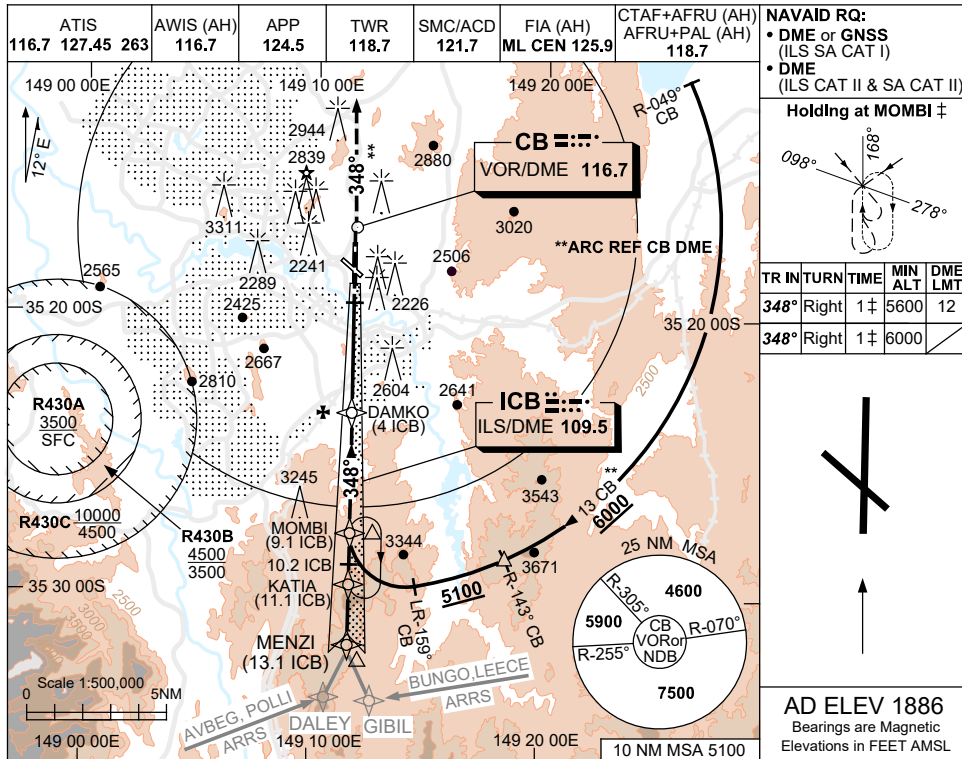 ATIS
116.7 127.45 263
AWIS (AH)
116.7
APP
124.5
TWR
118.7
SMC/ACD
121.7
FIA (AH)
ML CEN 125.9
CTAF+AFRU (AH)
AFRU+PAL (AH)
118.7
NAVAID RQ:
• DME or GNSS
(ILS SA CAT I)
• DME
(ILS CAT II & SA CAT II)
Holding at MOMBI ‡
168°
098°
278°
TR IN TURN TIME MIN ALT DME LMT
348° Right 1 ‡ 5600 12
348° Right 1 ‡ 6000
AD ELEV 1886
Bearings are Magnetic
Elevations in FEET AMSL
149 00 00E
149 10 00E
149 20 00E
12° E
R-049°
CB
2944
2839
348°
**
2880
CB
VOR/DME 116.7
3311
3020
**ARC REF CB DME
2241
2506
2565
2289
2226
35 20 00S
2425
35 20 00S
2667
2500
2810
2604
2641
R430A
3500
SFC
DAMKO
(4 ICB)
ICB
ILS/DME 109.5
348°
3245
3543
13 CB **
6000
R430C 10000
4500
R430B
4500
3500
MOMBI
(9.1 ICB)
3344
3671
10.2 ICB
35 30 00S
KATIA
(11.1 ICB)
5100
R-143° CB
LR-159°
CB
25 NM MSA
4600
R-305°
5900
CB
VORor
NDB
R-070°
R-255°
7500
2500
3000
3500
MENZI
(13.1 ICB)
Scale 1:500,000
0 5NM
AVBEG, POLLI
ARRS
BUNGO,LEECE
ARRS
DALEY
GIBIL
149 00 00E
149 10 00E
149 20 00E
10 NM MSA 5100